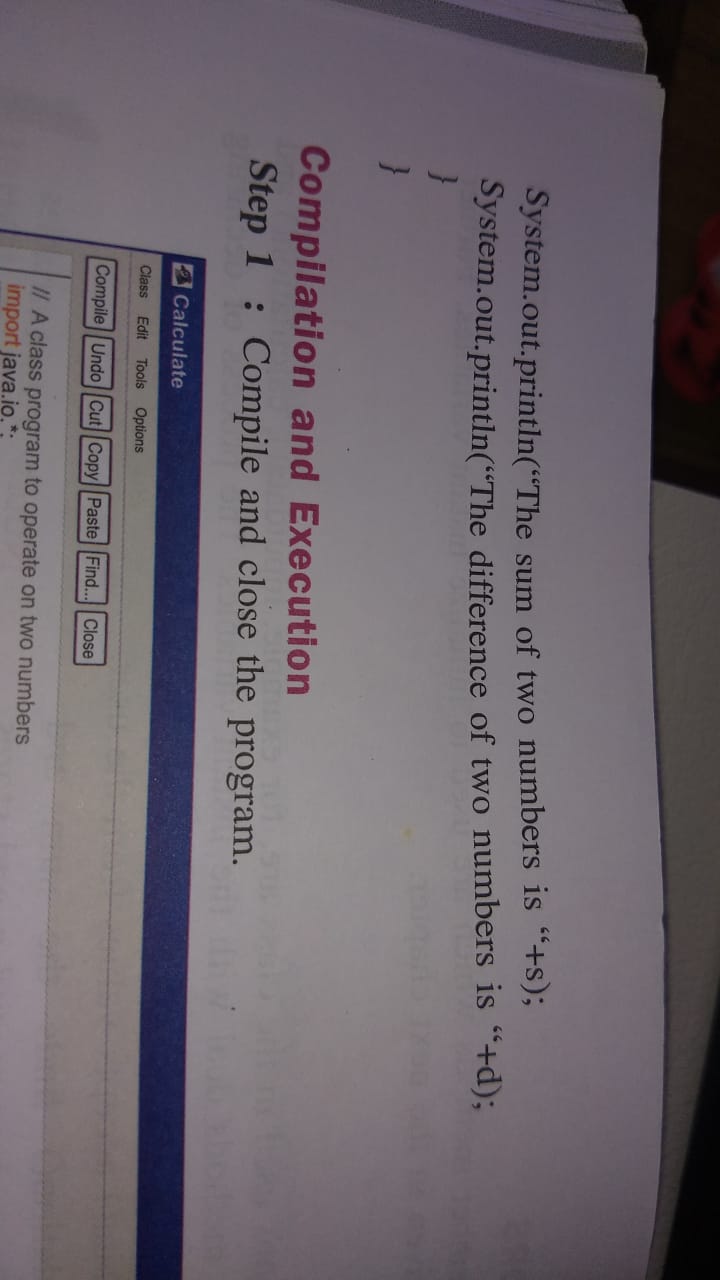 System.out.println(“The sum of two numbers is “+s);
System.out.println(“The difference of two numbers is “+d);
}
}
Compilation and Execution
Step 1 : Compile and close the program.
Calculate
Class Edit Tools Options
Compile Undo Cut Copy Paste Find... Close
// A class program to operate on two numbers
import java.io.*;